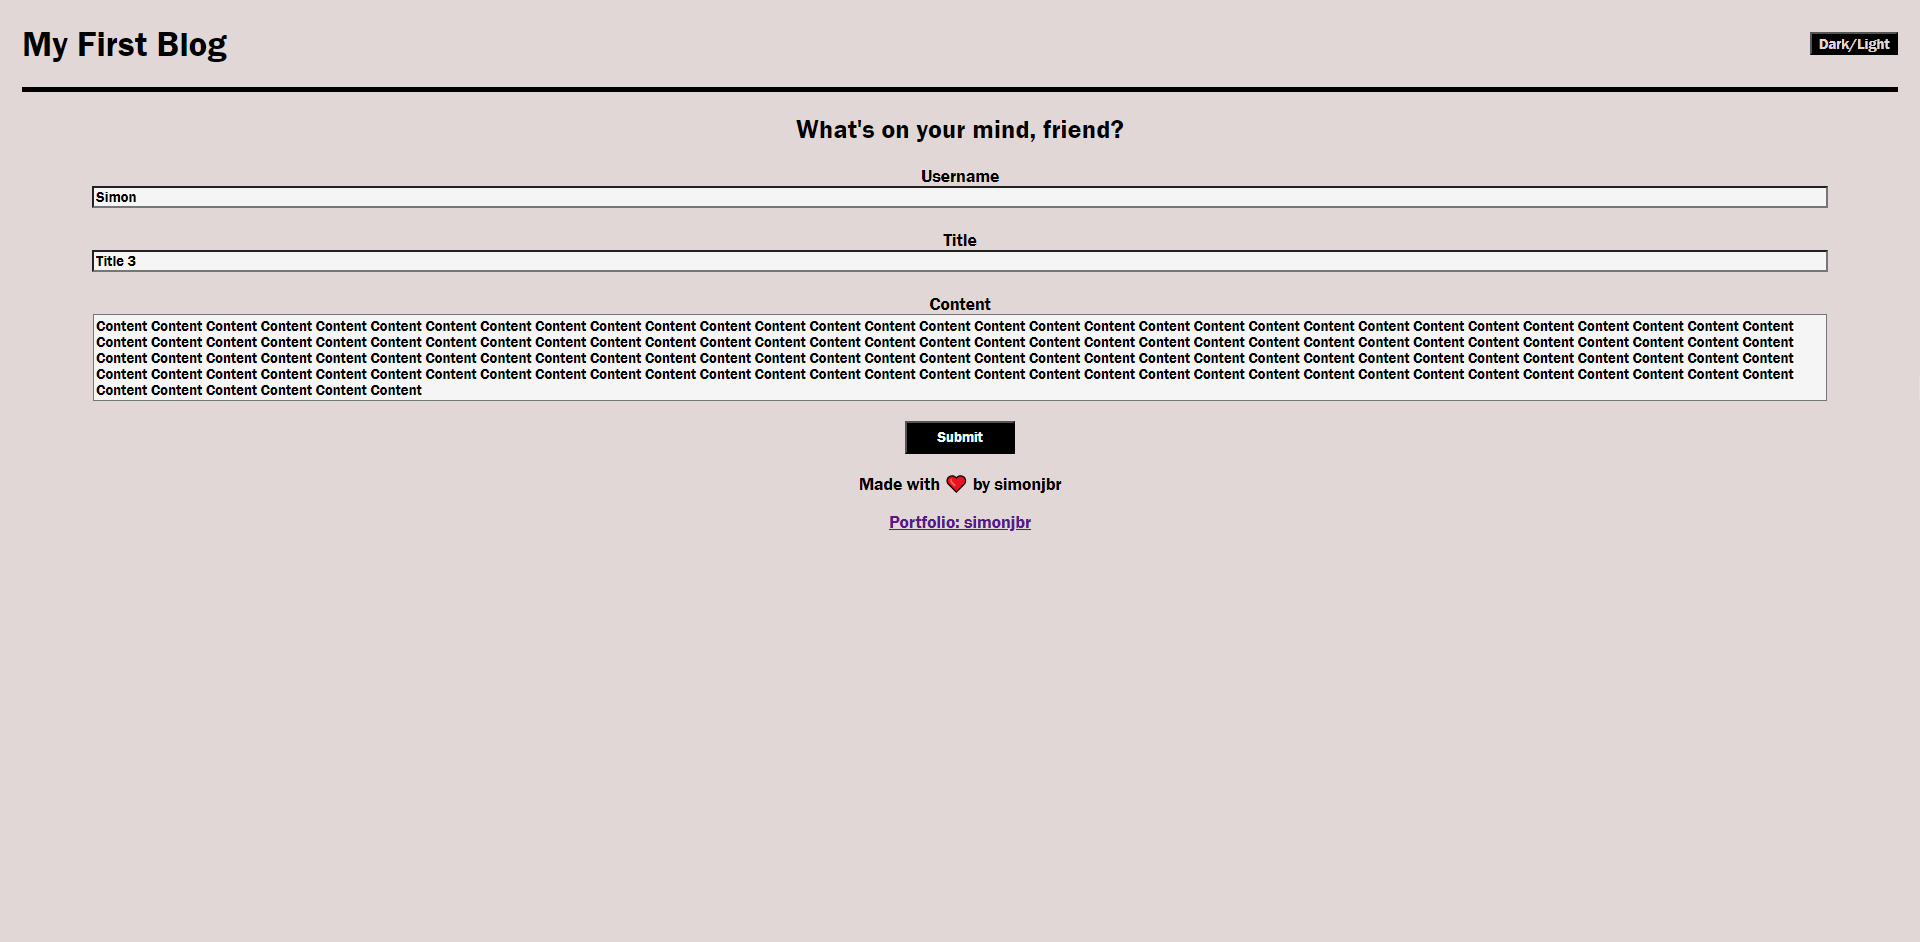 My First Blog
Dark/Light
What's on your mind, friend?
Username
Simon
Title
Title 3
Content
Content Content Content Content Content Content Content Content Content Content Content Content Content Content Content Content Content Content Content Content Content Content Content Content Content Content Content Content Content Content Content
Content Content Content Content Content Content Content Content Content Content Content Content Content Content Content Content Content Content Content Content Content Content Content Content Content Content Content Content Content Content Content
Content Content Content Content Content Content Content Content Content Content Content Content Content Content Content Content Content Content Content Content Content Content Content Content Content Content Content Content Content Content Content
Content Content Content Content Content Content Content Content Content Content Content Content Content Content Content Content Content Content Content Content Content Content Content Content Content Content Content Content Content Content Content
Content Content Content Content Content Content
Submit
Made with ❤️ by simonjbr
Portfolio: simonjbr